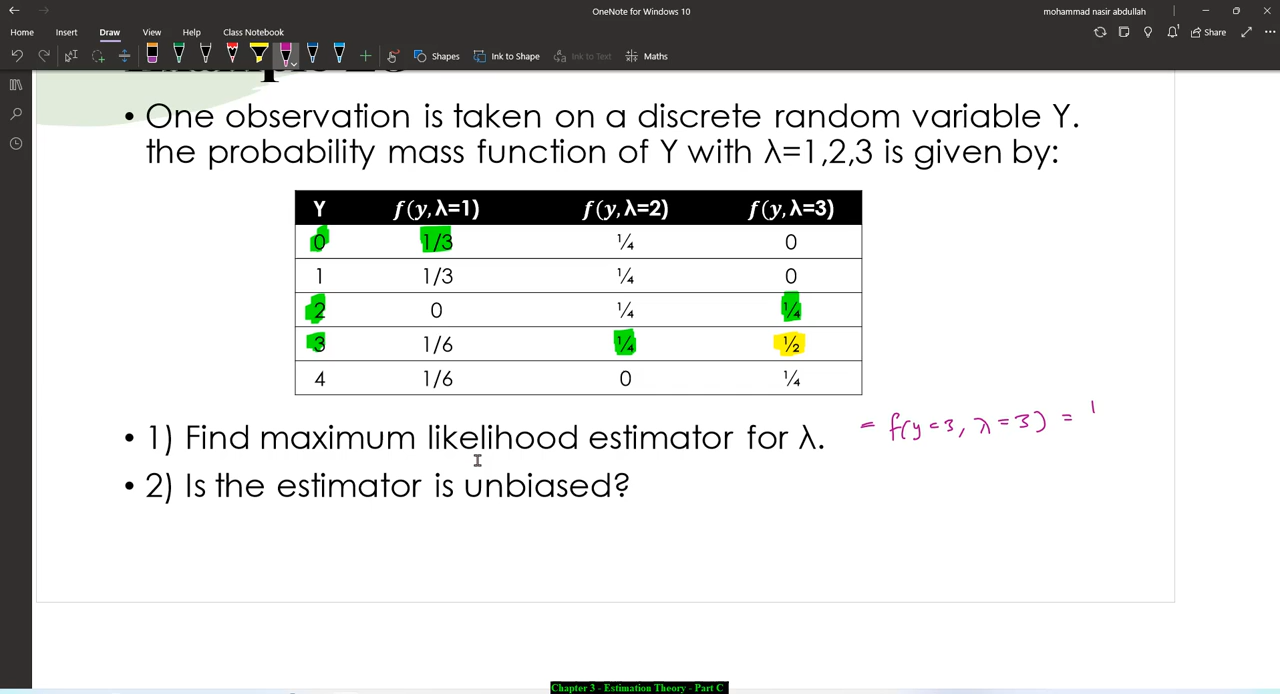 OneNote for Windows 10
mohammad nasir abdullah
Home Insert Draw View Help Class Notebook
Share
Shapes Ink to Shape Ink to Text Maths
• One observation is taken on a discrete random variable Y.
the probability mass function of Y with λ=1,2,3 is given by:
Y f(y,λ=1) f(y,λ=2) f(y,λ=3)
0 1/3 ¼ 0
1 1/3 ¼ 0
2 0 ¼ ¼
3 1/6 ¼ ½
4 1/6 0 ¼
• 1) Find maximum likelihood estimator for λ.
= f(y=3, λ=3) = 1
• 2) Is the estimator is unbiased?
Chapter 3 - Estimation Theory - Part C